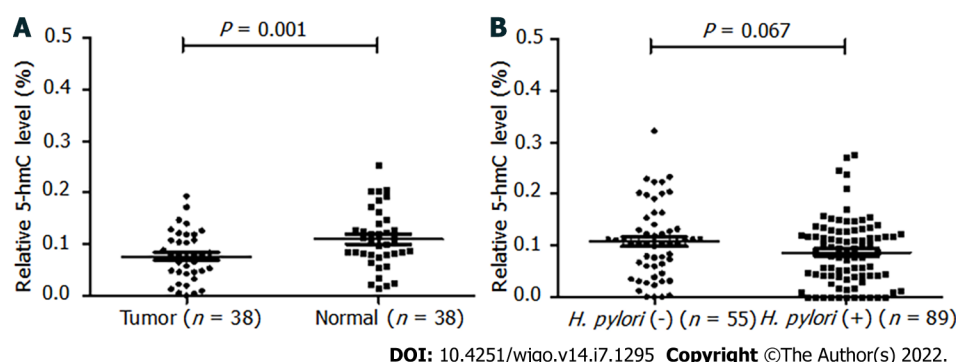 A
P = 0.001
Relative 5-hmC level (%)
0.5
0.4
0.3
0.2
0.1
0.0
Tumor (n = 38)
Normal (n = 38)
B
P = 0.067
Relative 5-hmC level (%)
0.5
0.4
0.3
0.2
0.1
0.0
H. pylori (-) (n = 55)
H. pylori (+) (n = 89)
DOI: 10.4251/wjgo.v14.i7.1295 Copyright ©The Author(s) 2022.